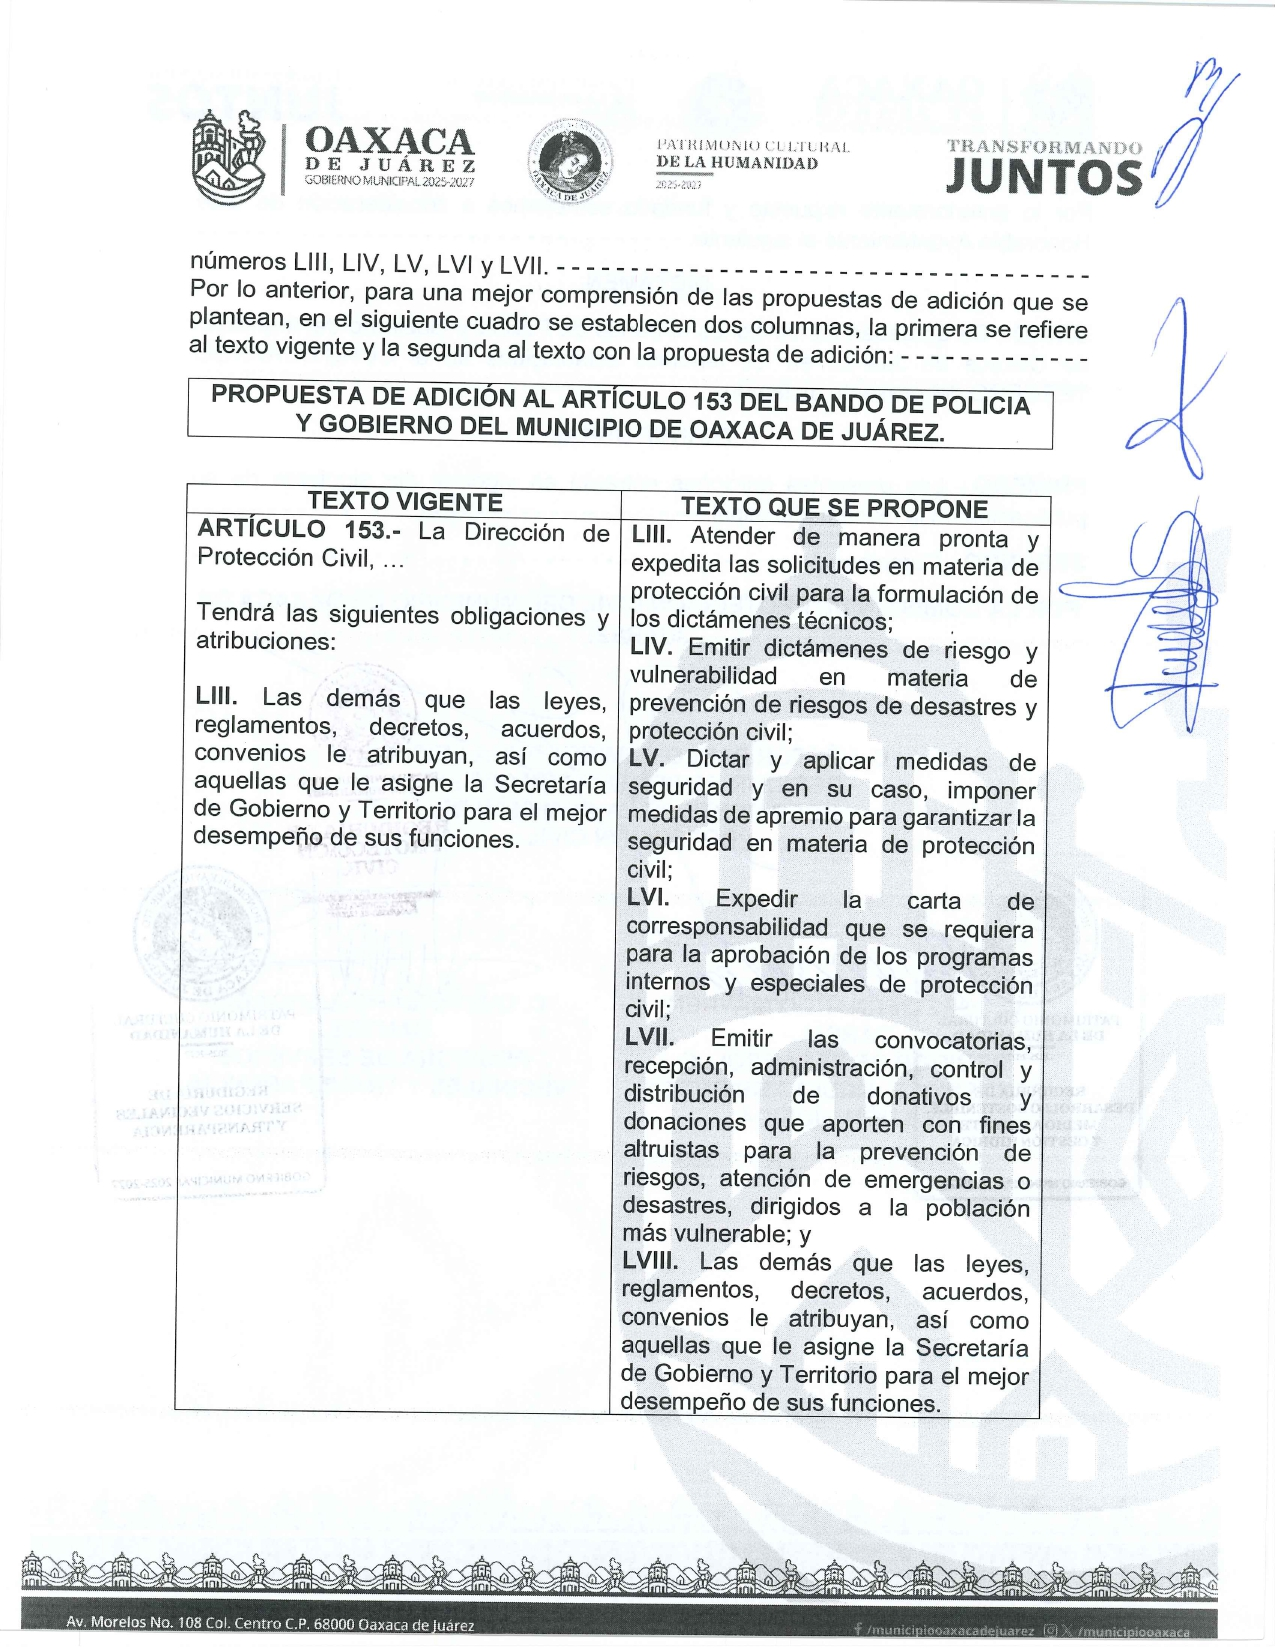 OAXACA
DE JUÁREZ
GOBIERNO MUNICIPAL 2025-2027
PATRIMONIO CULTURAL
DE LA HUMANIDAD
2025-2027
TRANSFORMANDO
JUNTOS
números LIII, LIV, LV, LVI y LVII. - - - - - - - - - - - - - - - - - - - - - - - - - - - - - - - - - - - -
Por lo anterior, para una mejor comprensión de las propuestas de adición que se
plantean, en el siguiente cuadro se establecen dos columnas, la primera se refiere
al texto vigente y la segunda al texto con la propuesta de adición: - - - - - - - - - - - - -
PROPUESTA DE ADICIÓN AL ARTÍCULO 153 DEL BANDO DE POLICIA
Y GOBIERNO DEL MUNICIPIO DE OAXACA DE JUÁREZ.
TEXTO VIGENTE
ARTÍCULO 153.- La Dirección de
Protección Civil, ...
Tendrá las siguientes obligaciones y
atribuciones:
LIII. Las demás que las leyes,
reglamentos, decretos, acuerdos,
convenios le atribuyan, así como
aquellas que le asigne la Secretaría
de Gobierno y Territorio para el mejor
desempeño de sus funciones.
TEXTO QUE SE PROPONE
LIII. Atender de manera pronta y
expedita las solicitudes en materia de
protección civil para la formulación de
los dictámenes técnicos;
LIV. Emitir dictámenes de riesgo y
vulnerabilidad en materia de
prevención de riesgos de desastres y
protección civil;
LV. Dictar y aplicar medidas de
seguridad y en su caso, imponer
medidas de apremio para garantizar la
seguridad en materia de protección
civil;
LVI. Expedir la carta de
corresponsabilidad que se requiera
para la aprobación de los programas
internos y especiales de protección
civil;
LVII. Emitir las convocatorias,
recepción, administración, control y
distribución de donativos y
donaciones que aporten con fines
altruistas para la prevención de
riesgos, atención de emergencias o
desastres, dirigidos a la población
más vulnerable; y
LVIII. Las demás que las leyes,
reglamentos, decretos, acuerdos,
convenios le atribuyan, así como
aquellas que le asigne la Secretaría
de Gobierno y Territorio para el mejor
desempeño de sus funciones.
Av. Morelos No. 108 Col. Centro C.P. 68000 Oaxaca de Juárez
/municipiooaxacadejuarez
/municipiooaxaca